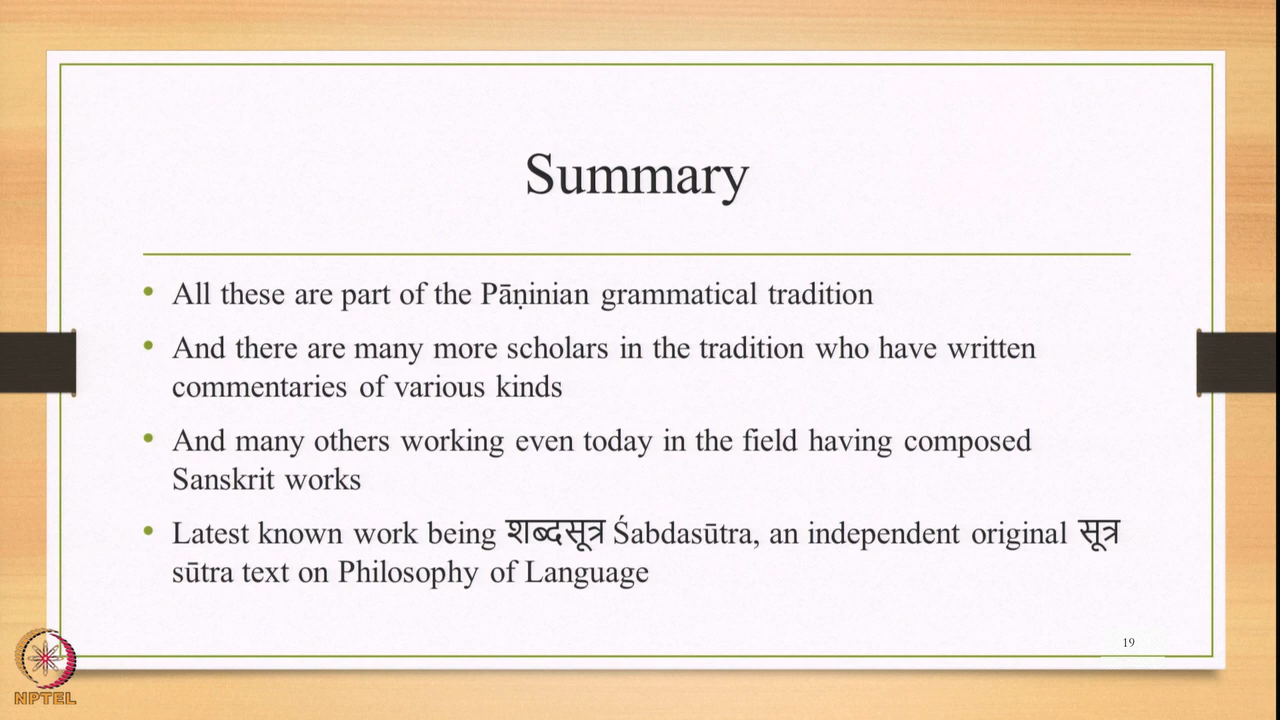 Summary
• All these are part of the Pāṇinian grammatical tradition
• And there are many more scholars in the tradition who have written
commentaries of various kinds
• And many others working even today in the field having composed
Sanskrit works
• Latest known work being शब्दसूत्र Śabdasūtra, an independent original सूत्र
sūtra text on Philosophy of Language
19
NPTEL